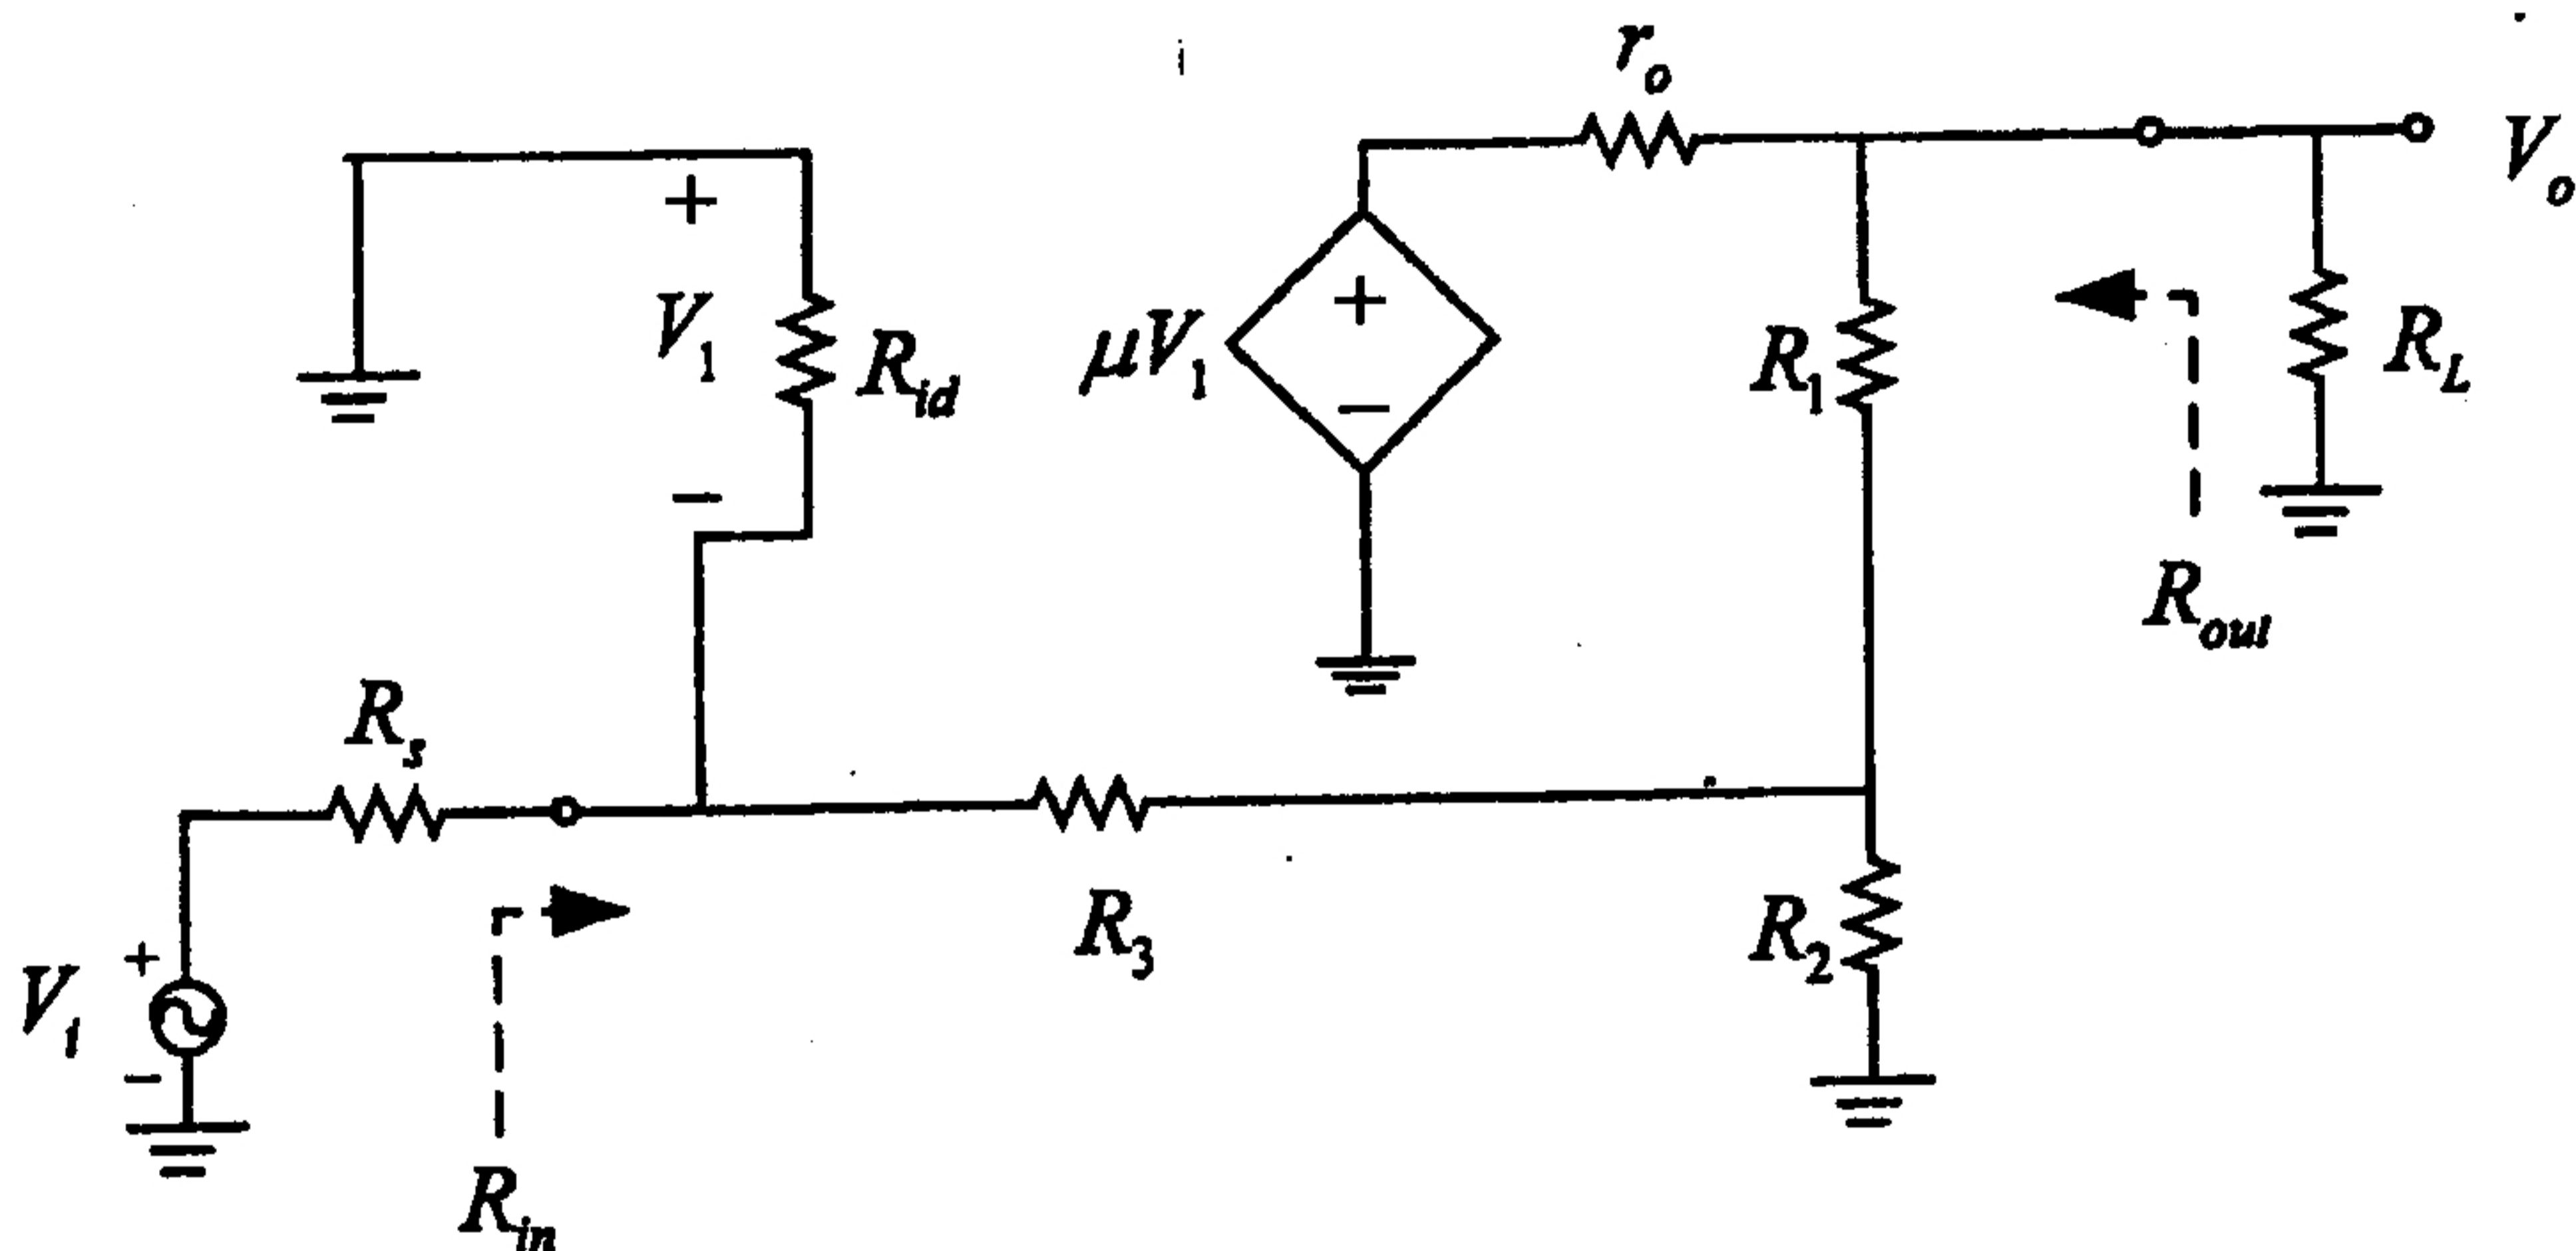 r_o
V_o
+
V_1
R_id
−
μV_1
+
−
R_1
R_L
R_out
R_s
R_3
R_2
+
V_i
−
R_in